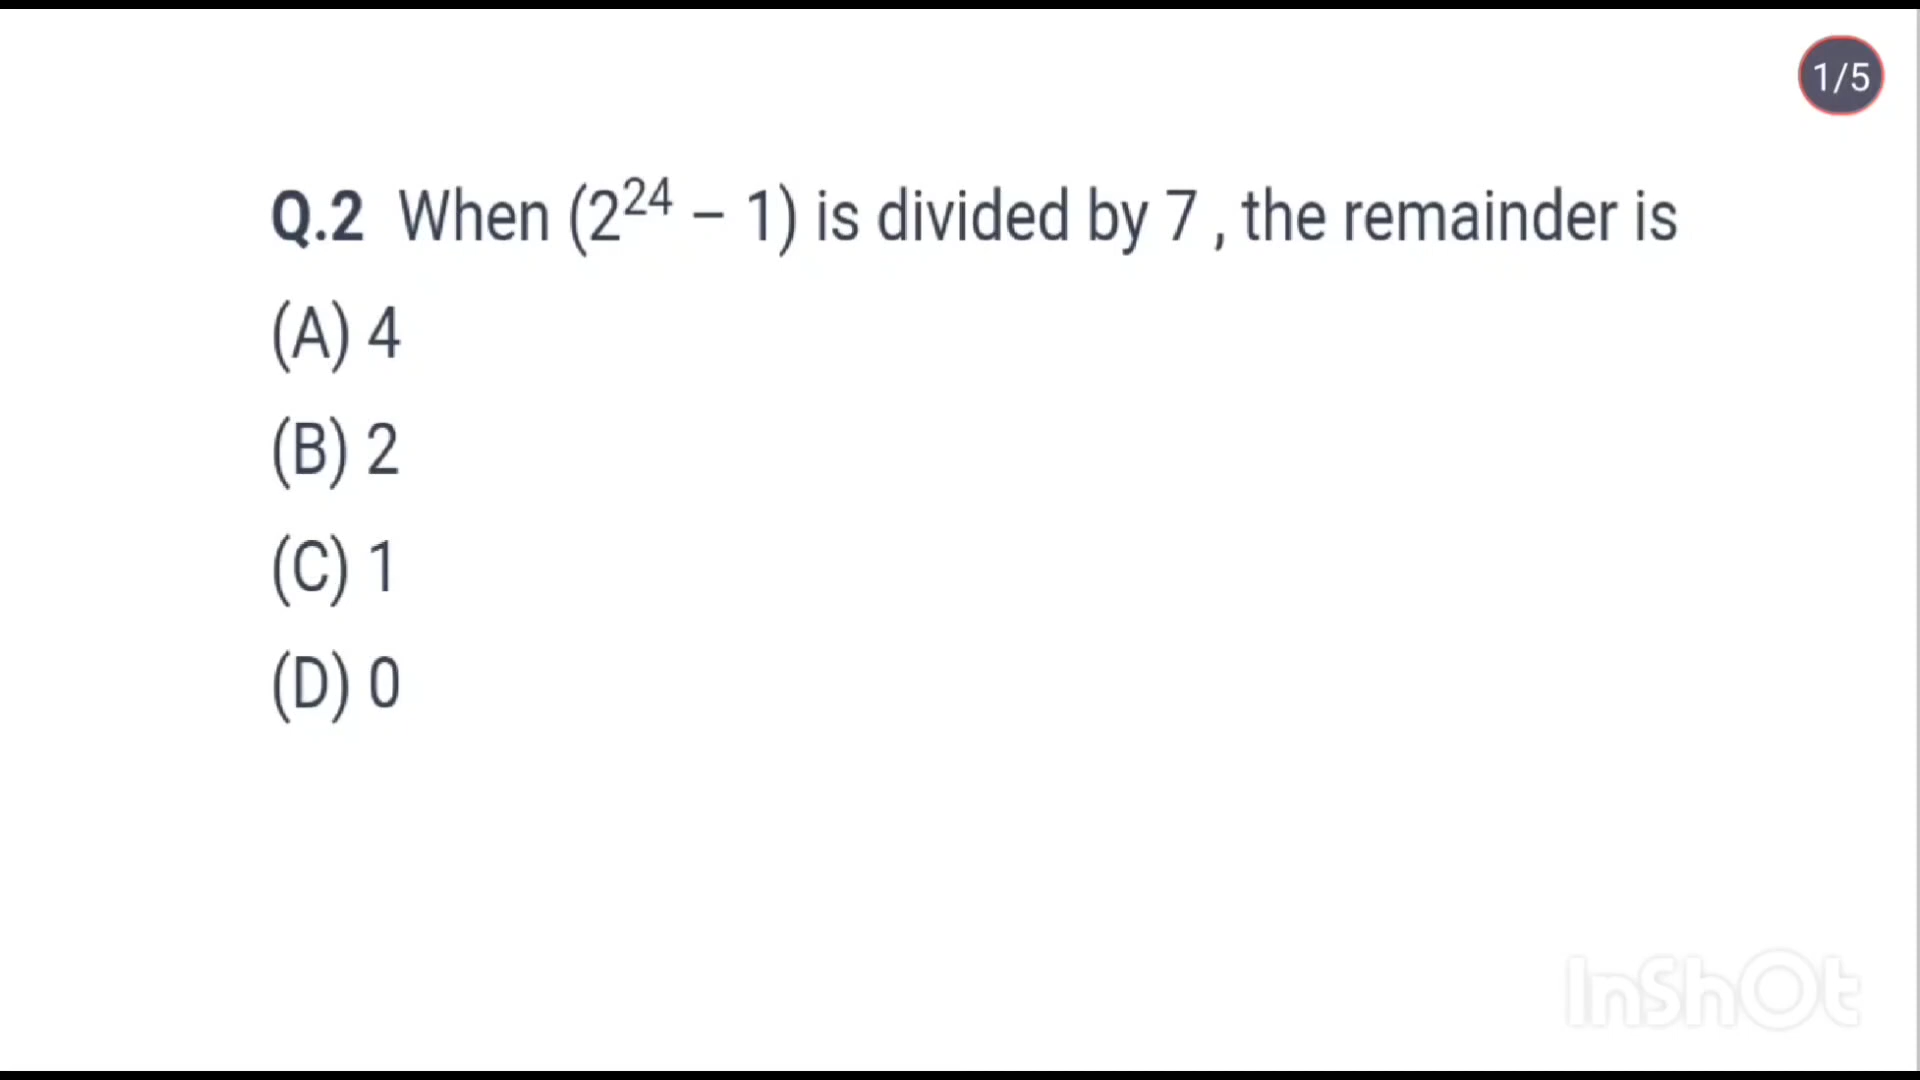 1/5
Q.2 When (2²⁴ – 1) is divided by 7 , the remainder is
(A) 4
(B) 2
(C) 1
(D) 0
InShOt